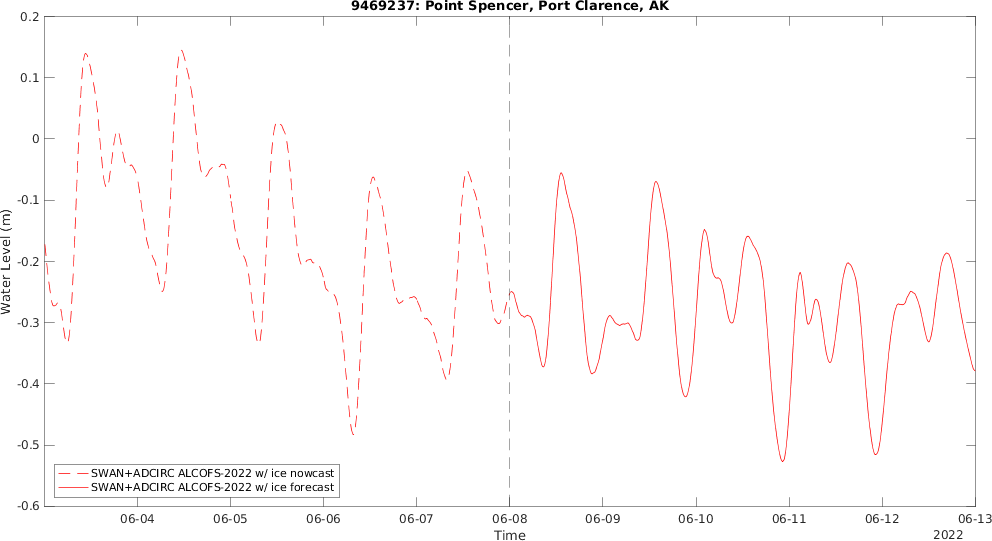 9469237: Point Spencer, Port Clarence, AK
0.2
0.1
0
-0.1
-0.2
-0.3
-0.4
-0.5
-0.6
Water Level (m)
SWAN+ADCIRC ALCOFS-2022 w/ ice nowcast
SWAN+ADCIRC ALCOFS-2022 w/ ice forecast
06-04 06-05 06-06 06-07 06-08 06-09 06-10 06-11 06-12 06-13
Time
2022